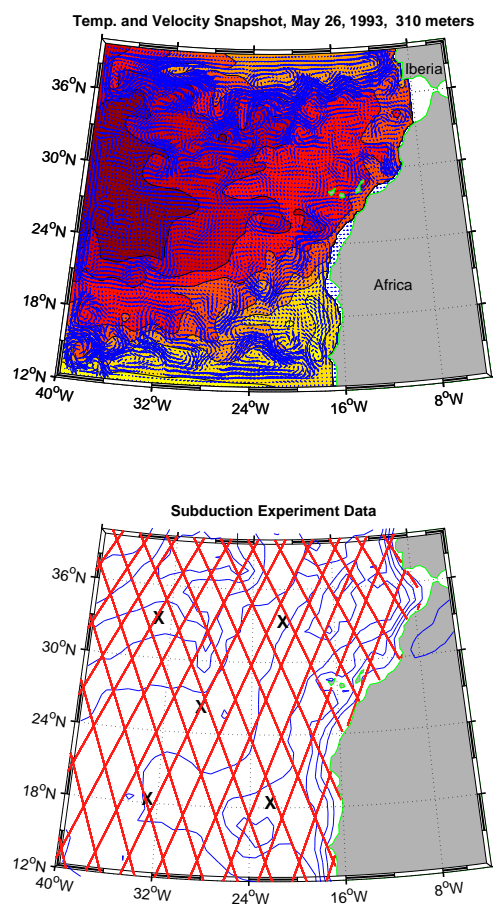 Temp. and Velocity Snapshot, May 26, 1993, 310 meters
Iberia
36°N
30°N
24°N
18°N
12°N
Africa
40°W
32°W
24°W
16°W
8°W
Subduction Experiment Data
36°N
30°N
24°N
18°N
12°N
X
X
X
X
X
40°W
32°W
24°W
16°W
8°W